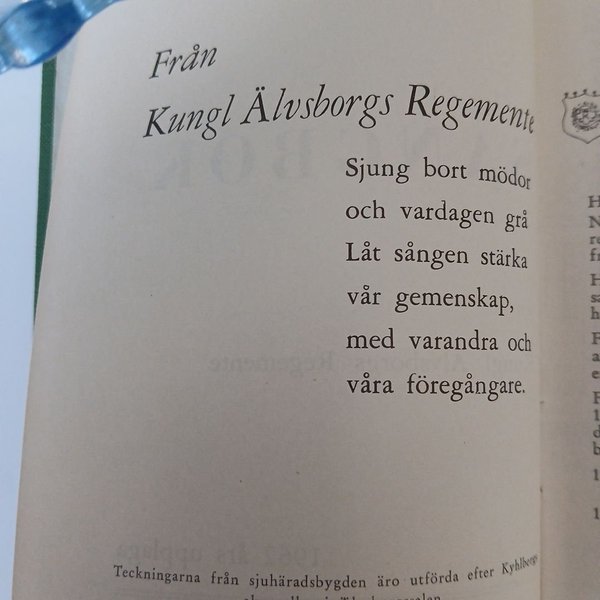 Från
Kungl Älvsborgs Regemente
Sjung bort mödor
och vardagen grå
Låt sången stärka
vår gemenskap,
med varandra och
våra föregångare.
Teckningarna från sjuhäradsbygden äro utförda efter Kyhlbergs